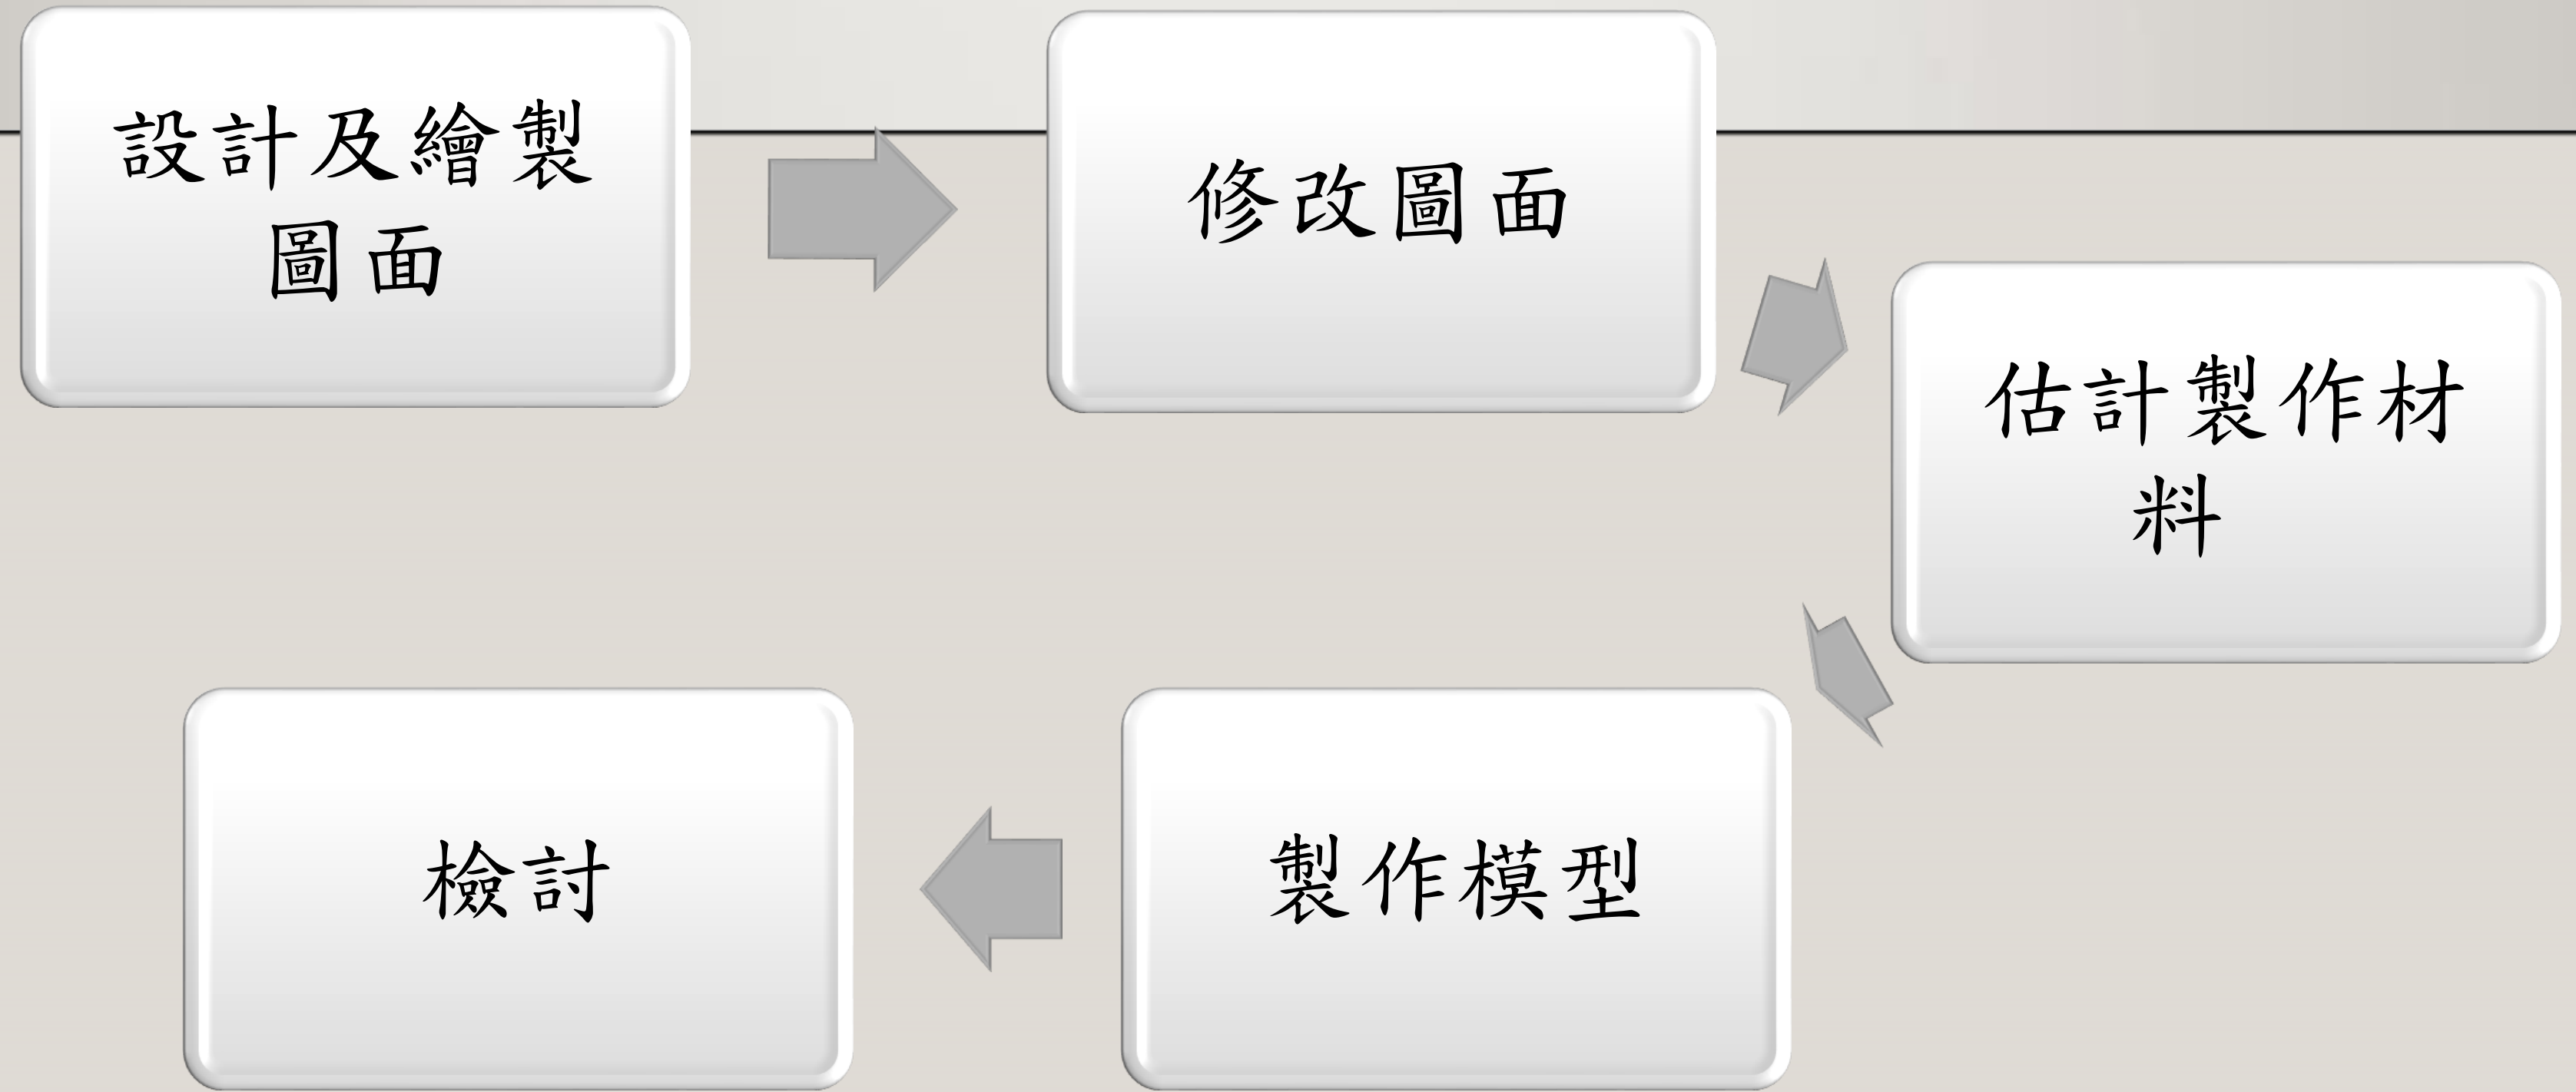 設計及繪製
圖面
修改圖面
估計製作材
料
製作模型
檢討